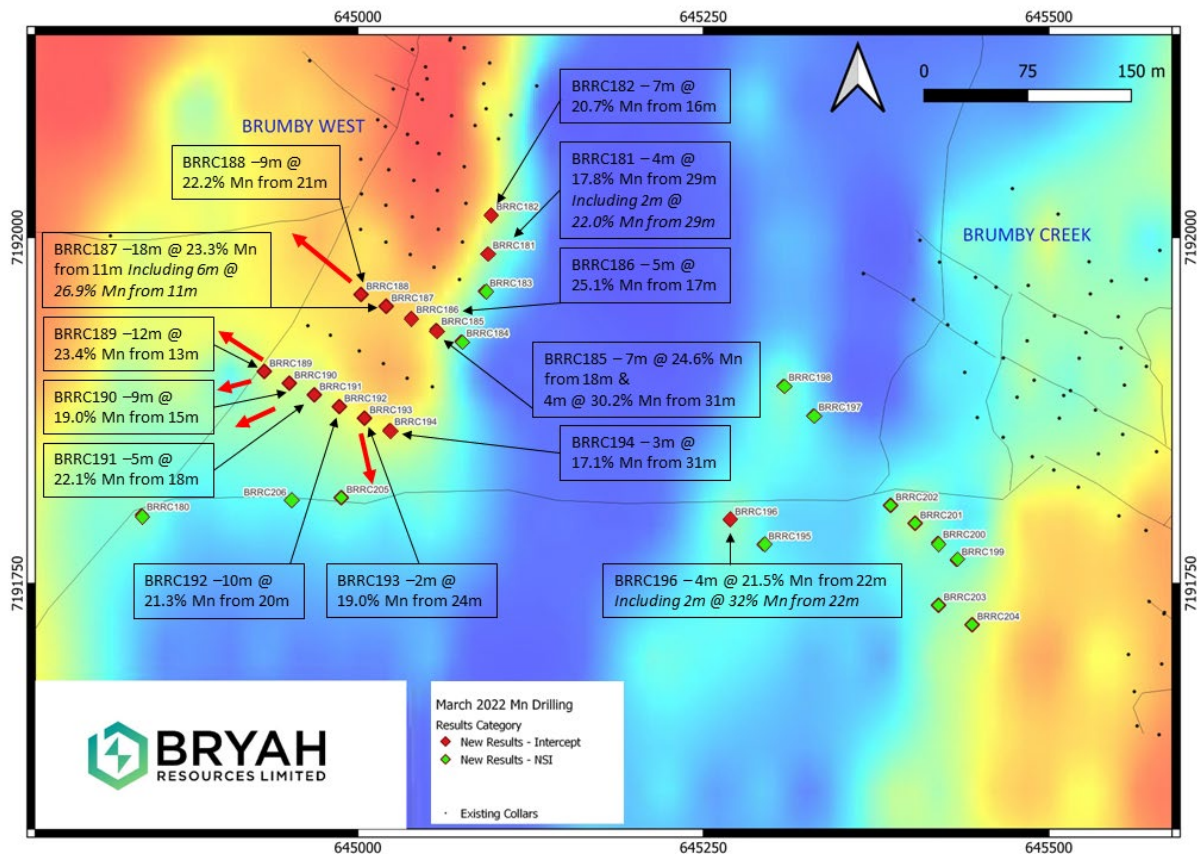 645000
645250
645500
0
75
150 m
BRUMBY WEST
BRRC182 – 7m @
20.7% Mn from 16m
BRRC188 –9m @
22.2% Mn from 21m
BRRC181 – 4m @
17.8% Mn from 29m
Including 2m @
22.0% Mn from 29m
BRRC182
7192000
7192000
BRUMBY CREEK
BRRC181
BRRC187 –18m @ 23.3% Mn
from 11m Including 6m @
26.9% Mn from 11m
BRRC186 – 5m @
25.1% Mn from 17m
BRRC183
BRRC188
BRRC187
BRRC186
BRRC185
BRRC184
BRRC189 – 12m @
23.4% Mn from 13m
BRRC185 – 7m @ 24.6% Mn
from 18m &
4m @ 30.2% Mn from 31m
BRRC189
BRRC190
BRRC191
BRRC192
BRRC193
BRRC194
BRRC198
BRRC197
BRRC190 –9m @
19.0% Mn from 15m
BRRC194 – 3m @
17.1% Mn from 31m
BRRC191 –5m @
22.1% Mn from 18m
BRRC180
BRRC206
BRRC205
BRRC196
BRRC195
BRRC202
BRRC201
BRRC200
BRRC199
BRRC203
BRRC204
BRRC192 –10m @
21.3% Mn from 20m
BRRC193 –2m @
19.0% Mn from 24m
BRRC196 – 4m @ 21.5% Mn from 22m
Including 2m @ 32% Mn from 22m
7191750
7191750
BRYAH
RESOURCES LIMITED
March 2022 Mn Drilling
Results Category
New Results - Intercept
New Results - NSI
Existing Collars
645000
645250
645500